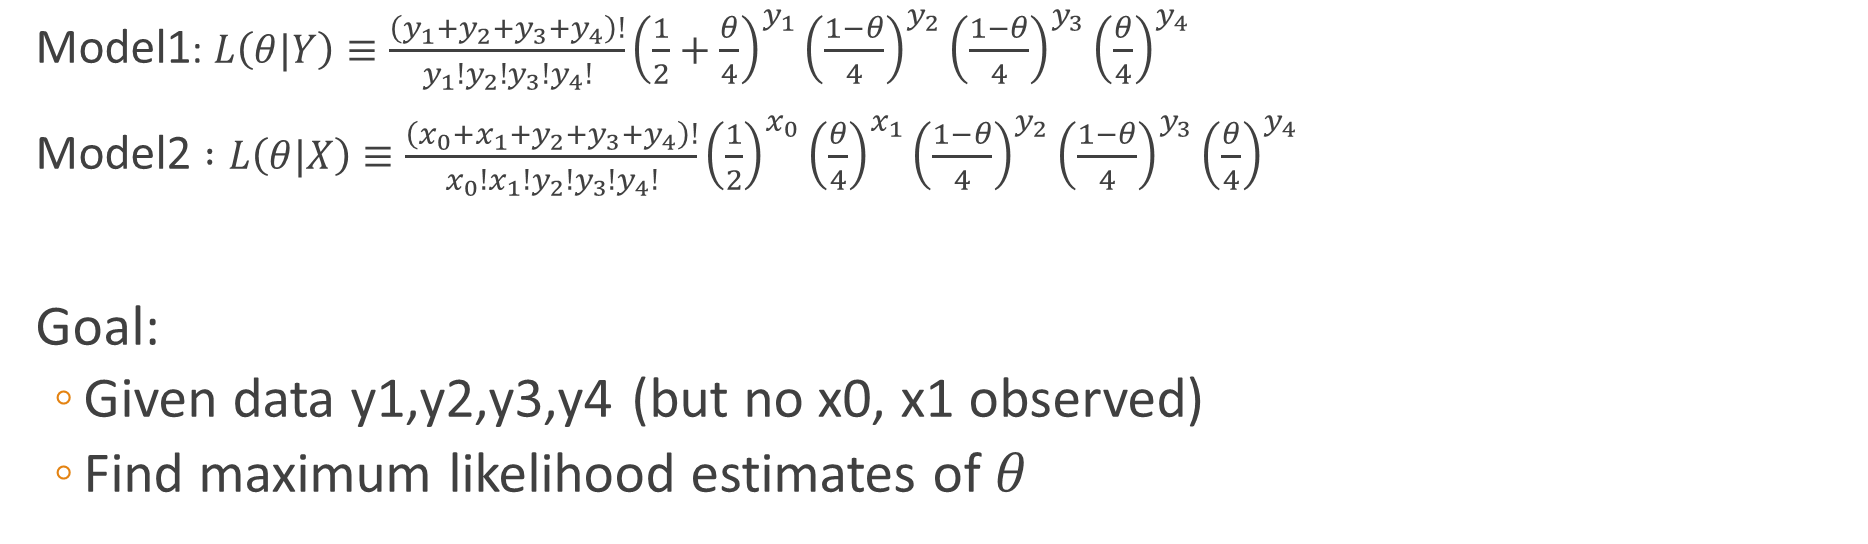 Model1: L(θ|Y) ≡ (y₁+y₂+y₃+y₄)!/(y₁!y₂!y₃!y₄!) (1/2 + θ/4)^y₁ ((1−θ)/4)^y₂ ((1−θ)/4)^y₃ (θ/4)^y₄
Model2 : L(θ|X) ≡ (x₀+x₁+y₂+y₃+y₄)!/(x₀!x₁!y₂!y₃!y₄!) (1/2)^x₀ (θ/4)^x₁ ((1−θ)/4)^y₂ ((1−θ)/4)^y₃ (θ/4)^y₄
Goal:
◦ Given data y1,y2,y3,y4 (but no x0, x1 observed)
◦ Find maximum likelihood estimates of θ